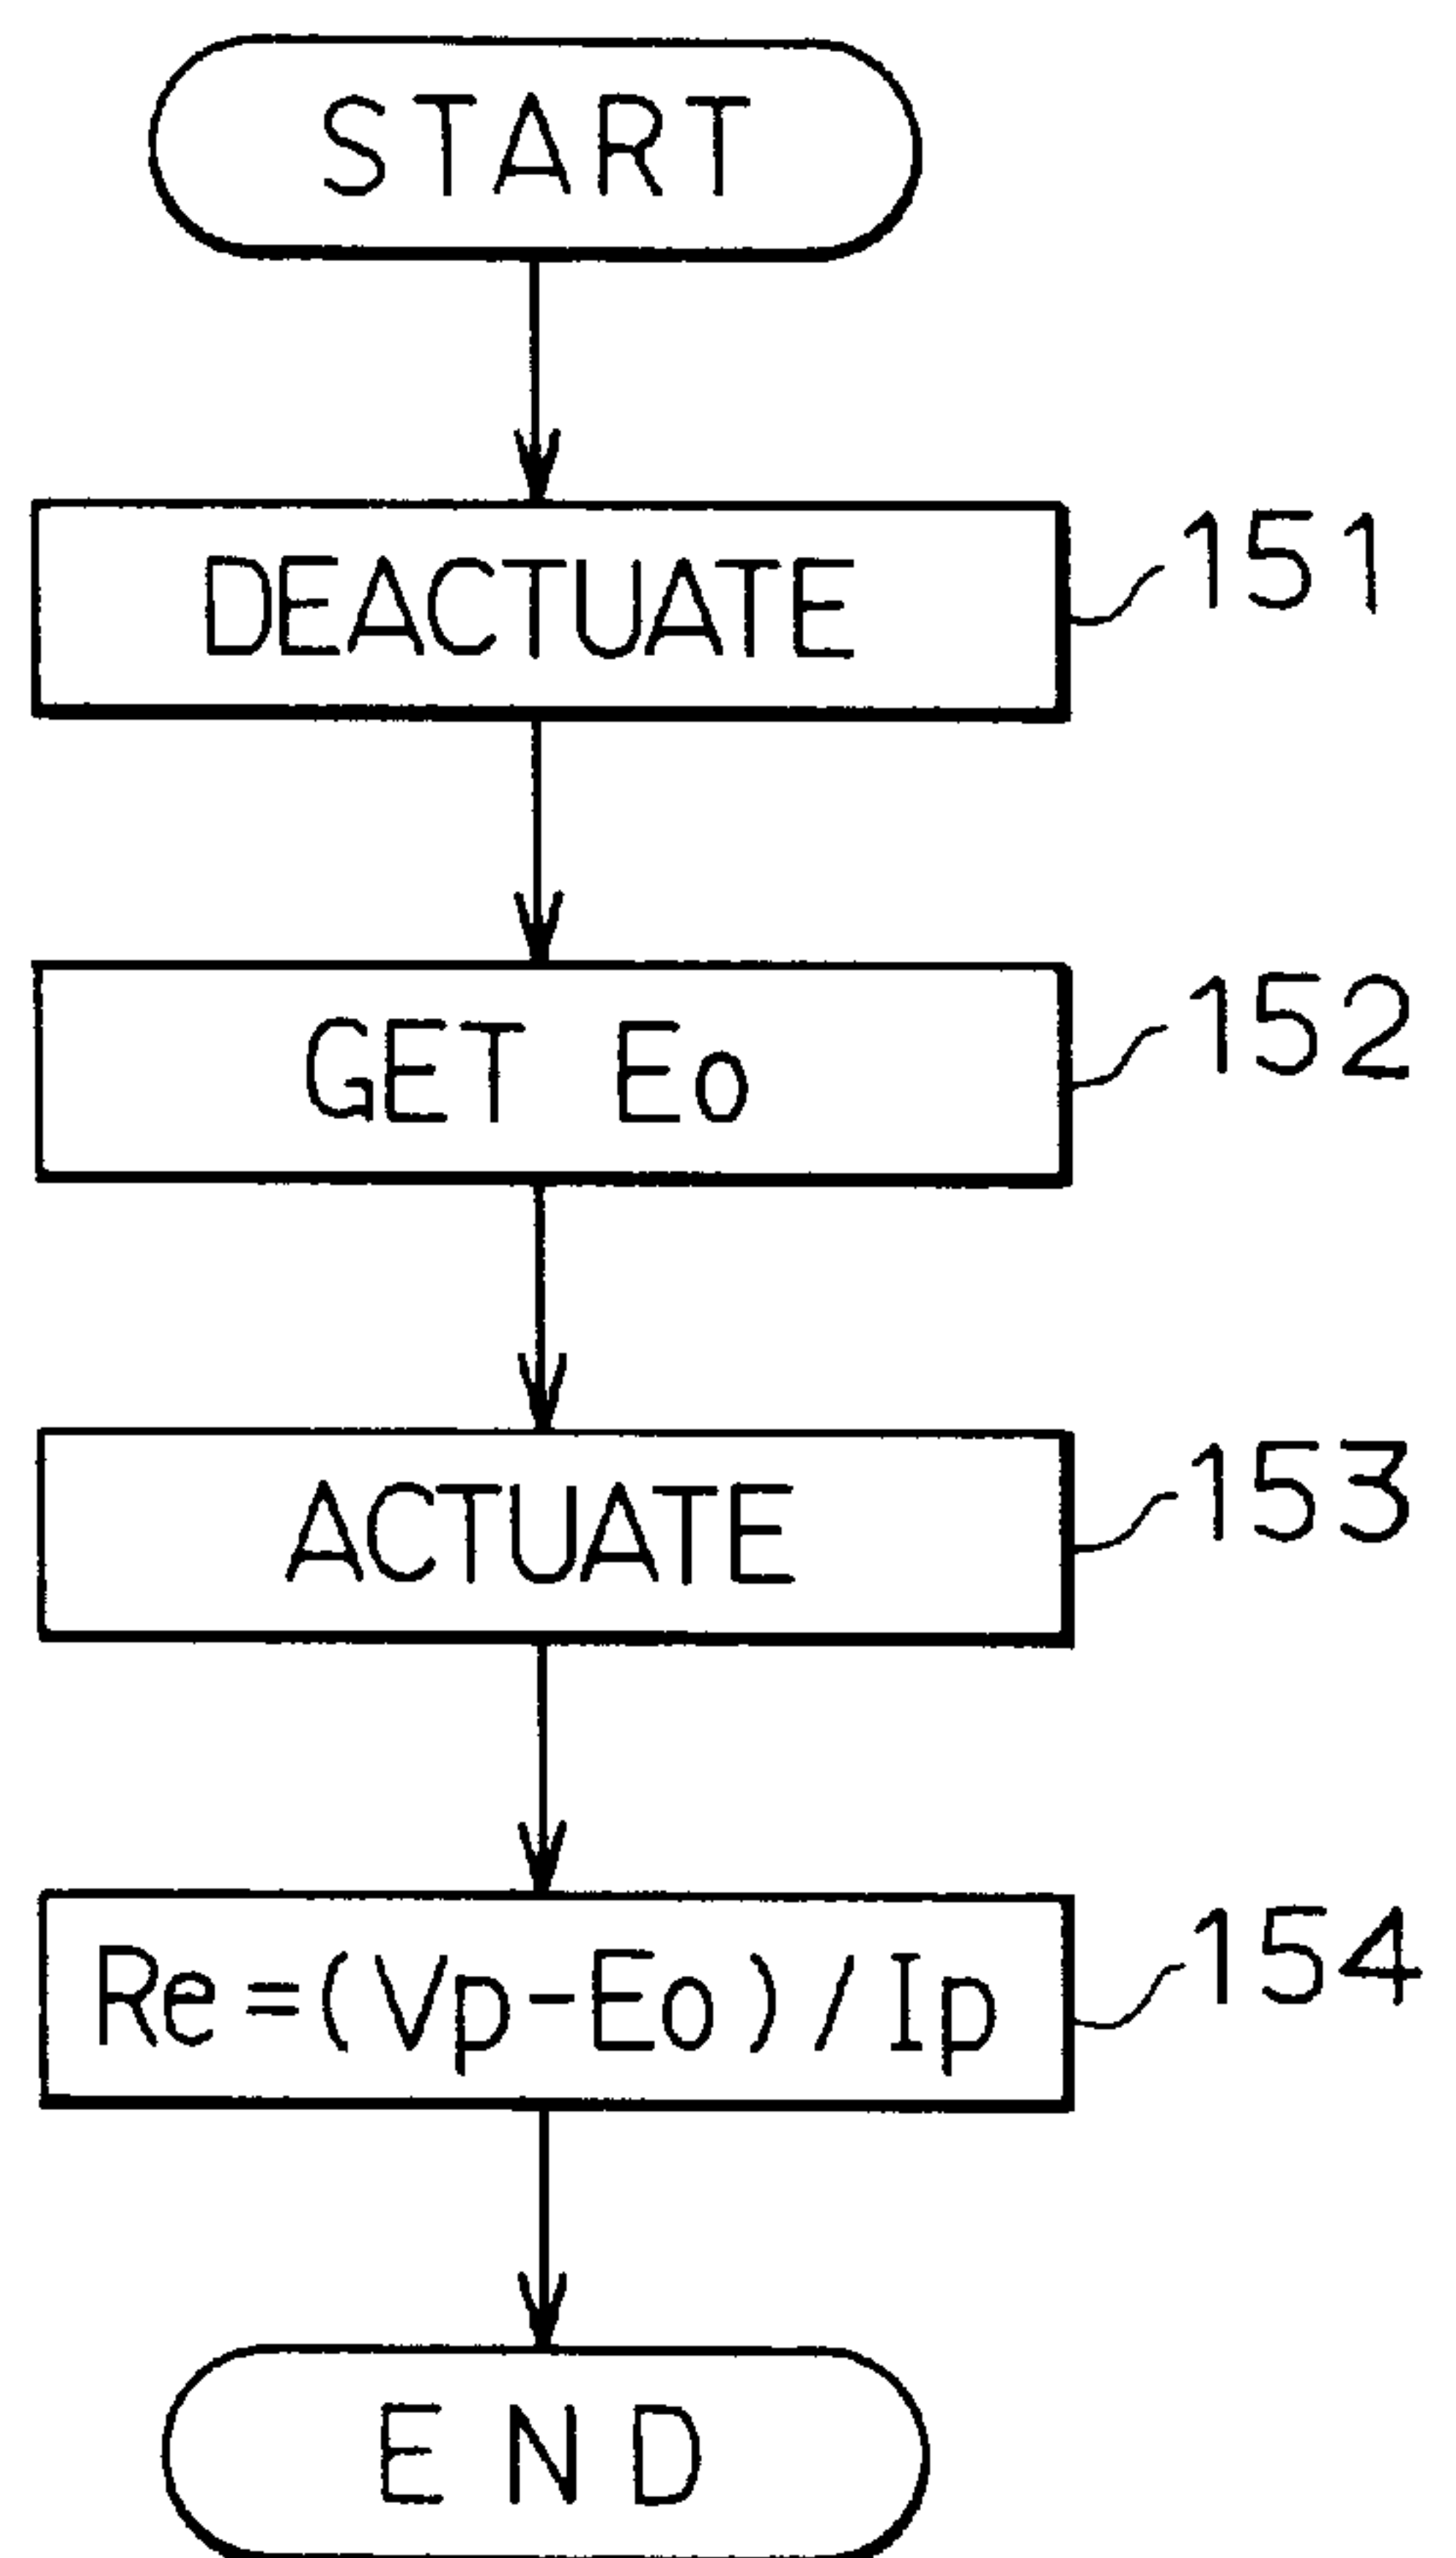 START
DEACTUATE 151
GET Eo 152
ACTUATE 153
Re=(Vp-Eo)/Ip 154
END